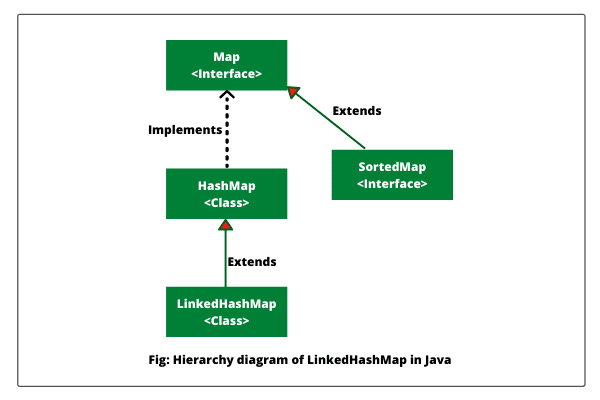 Map
<Interface>
Extends
Implements
SortedMap
<Interface>
HashMap
<Class>
Extends
LinkedHashMap
<Class>
Fig: Hierarchy diagram of LinkedHashMap in Java